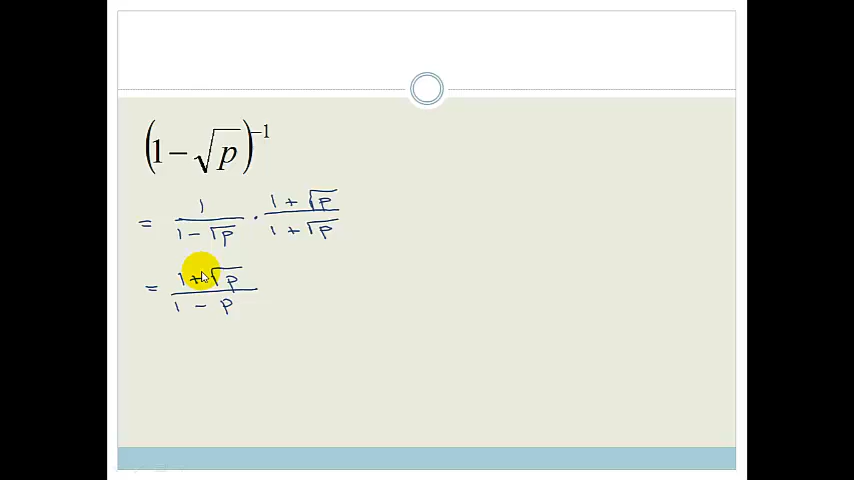 (1 − √p)⁻¹
= 1/(1 − √p) · (1 + √p)/(1 + √p)
= (1 + √p)/(1 − p)